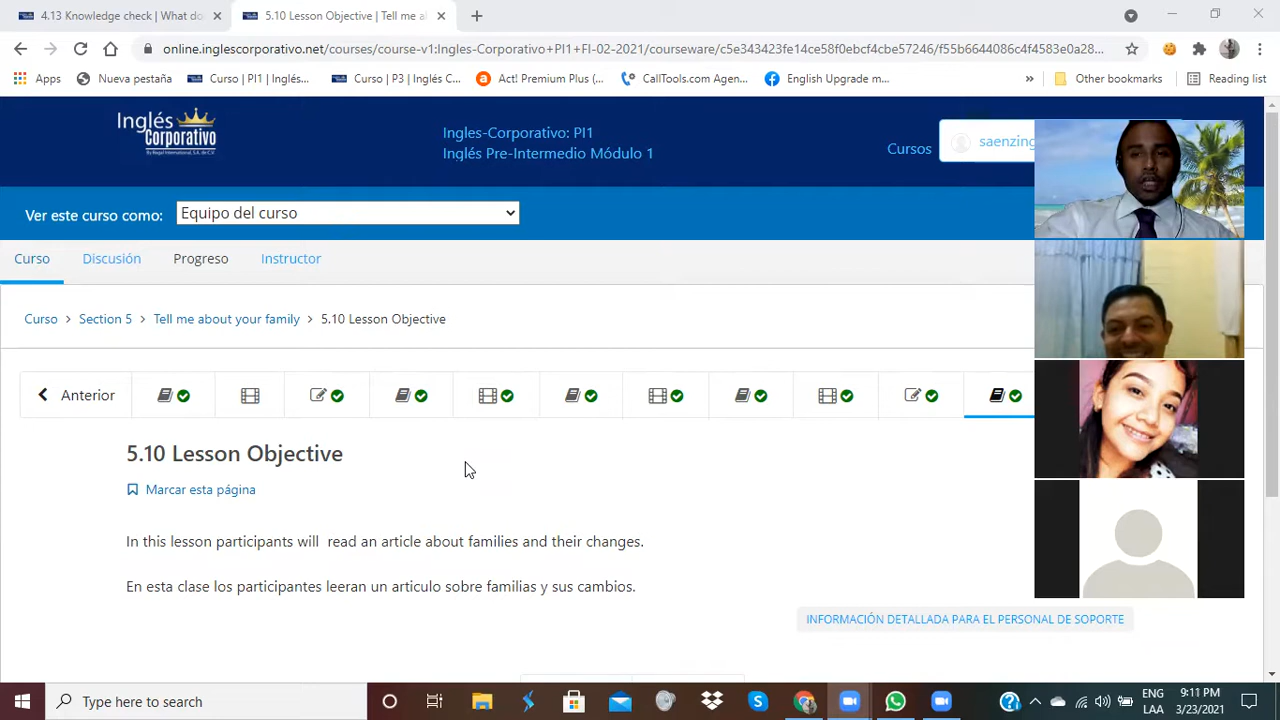 4.13 Knowledge check | What do
5.10 Lesson Objective | Tell me a
online.inglescorporativo.net/courses/course-v1:Ingles-Corporativo+PI1+FI-02-2021/courseware/c5e343423fe14ce58f0ebcf4cbe57246/f55b6644086c4f4583e0a28...
Apps
Nueva pestaña
Curso | PI1 | Inglés...
Curso | P3 | Inglés C...
Act! Premium Plus (...
CallTools.com Agen...
English Upgrade m...
»
Other bookmarks
Reading list
Inglés
Corporativo
Ingles-Corporativo: PI1
Inglés Pre-Intermedio Módulo 1
Cursos
saenzing
Ver este curso como:
Equipo del curso
Curso
Discusión
Progreso
Instructor
Curso > Section 5 > Tell me about your family > 5.10 Lesson Objective
Anterior
5.10 Lesson Objective
Marcar esta página
In this lesson participants will read an article about families and their changes.
En esta clase los participantes leeran un articulo sobre familias y sus cambios.
INFORMACIÓN DETALLADA PARA EL PERSONAL DE SOPORTE
Type here to search
ENG
LAA
9:11 PM
3/23/2021